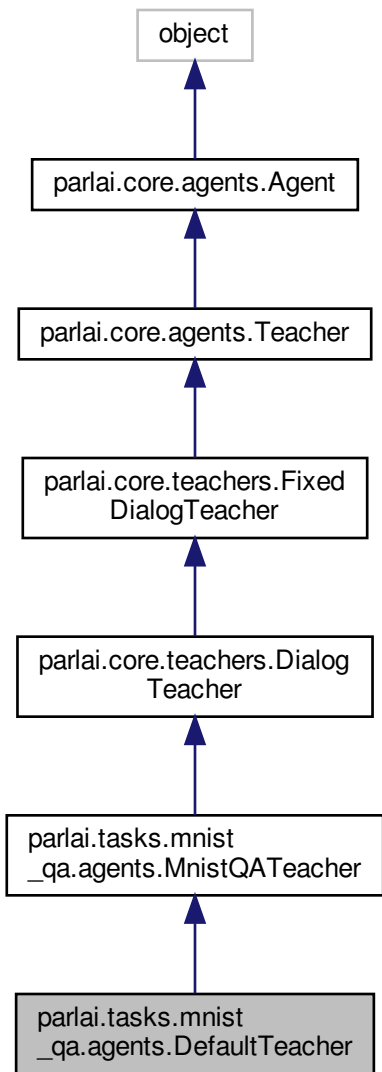 object
parlai.core.agents.Agent
parlai.core.agents.Teacher
parlai.core.teachers.Fixed
DialogTeacher
parlai.core.teachers.Dialog
Teacher
parlai.tasks.mnist
_qa.agents.MnistQATeacher
parlai.tasks.mnist
_qa.agents.DefaultTeacher